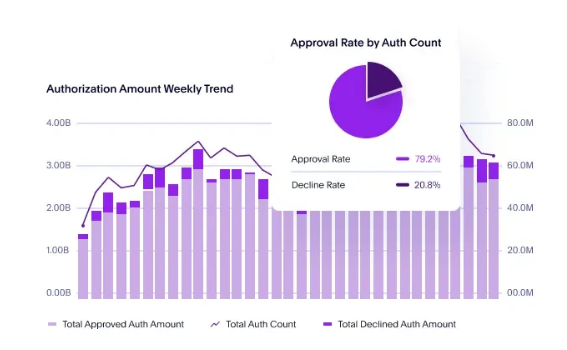 Approval Rate by Auth Count
Authorization Amount Weekly Trend
4.00B
80.0M
Approval Rate 79.2%
3.00B
60.0M
Decline Rate 20.8%
2.00B
40.0M
1.00B
20.0M
0.00B
00.0M
Total Approved Auth Amount
Total Auth Count
Total Declined Auth Amount